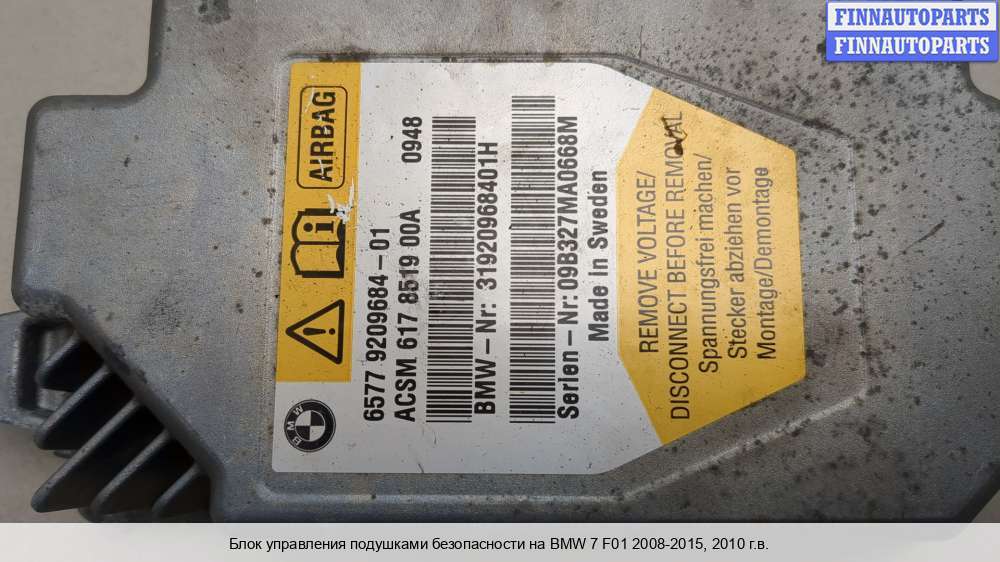 FINNAUTOPARTS
FINNAUTOPARTS
AIRBAG
BMW
65777 9209684-01
ACSM 617 8519 00A 0948
BMW-Nr: 319209968401H
Serien-Nr: 09B327MA0668M
Made In Sweden
REMOVE VOLTAGE/
DISCONNECT BEFORE REMOVAL
Spannungsfrei machen/
Stecker abziehen vor
Montage/Demontage
Блок управления подушками безопасности на BMW 7 F01 2008-2015, 2010 г.в.